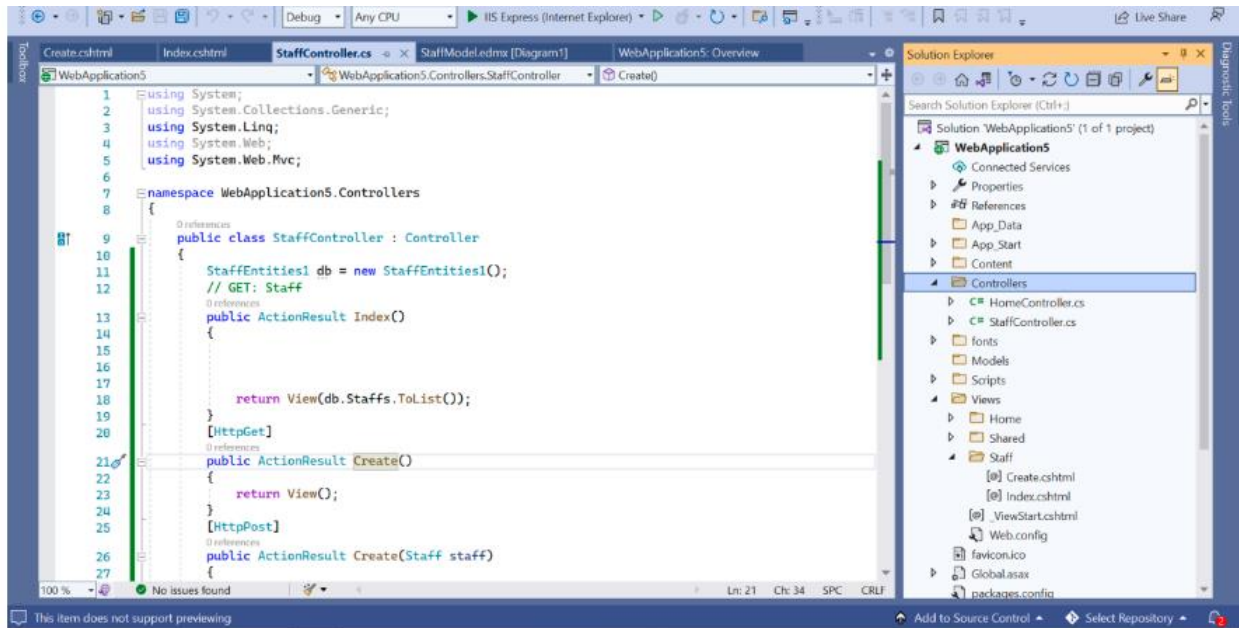 Debug Any CPU IIS Express (Internet Explorer) Live Share
Toolbox
Create.cshtml Index.cshtml StaffController.cs StaffModel.edmx [Diagram1] WebApplication5: Overview
WebApplication5 WebApplication5.Controllers.StaffController Create()
1 using System;
2 using System.Collections.Generic;
3 using System.Linq;
4 using System.Web;
5 using System.Web.Mvc;
6
7 namespace WebApplication5.Controllers
8 {
0 references
9 public class StaffController : Controller
10 {
11 StaffEntities1 db = new StaffEntities1();
12 // GET: Staff
0 references
13 public ActionResult Index()
14 {
15
16
17
18 return View(db.Staffs.ToList());
19 }
20 [HttpGet]
0 references
21 public ActionResult Create()
22 {
23 return View();
24 }
25 [HttpPost]
0 references
26 public ActionResult Create(Staff staff)
27 {
100 % No issues found Ln: 21 Ch: 34 SPC CRLF
Solution Explorer
Search Solution Explorer (Ctrl+;)
Solution 'WebApplication5' (1 of 1 project)
WebApplication5
Connected Services
Properties
References
App_Data
App_Start
Content
Controllers
C# HomeController.cs
C# StaffController.cs
fonts
Models
Scripts
Views
Home
Shared
Staff
[@] Create.cshtml
[@] Index.cshtml
[@] _ViewStart.cshtml
Web.config
favicon.ico
Global.asax
packages.config
Diagnostic Tools
This item does not support previewing Add to Source Control Select Repository 2